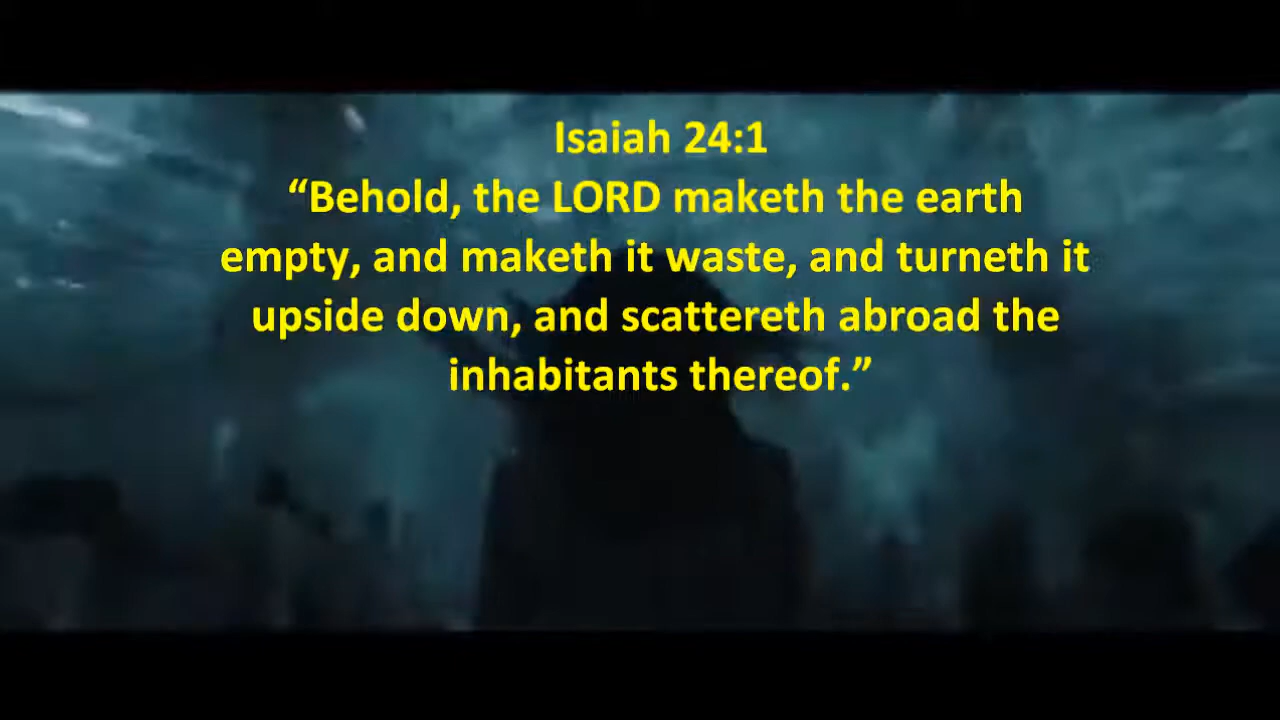 Isaiah 24:1
“Behold, the LORD maketh the earth
empty, and maketh it waste, and turneth it
upside down, and scattereth abroad the
inhabitants thereof.”